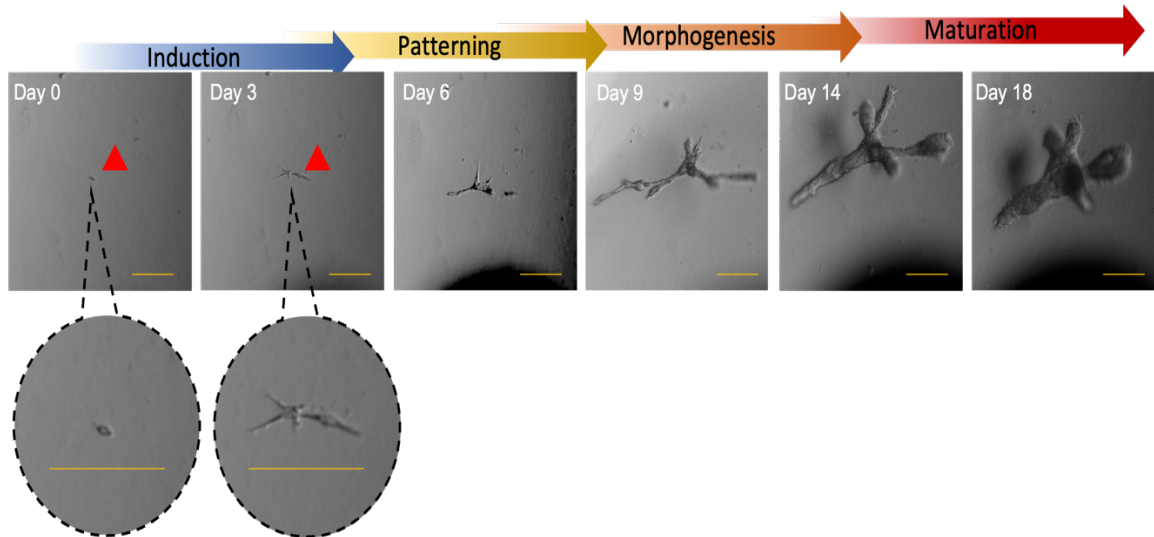 Induction
Patterning
Morphogenesis
Maturation
Day 0
Day 3
Day 6
Day 9
Day 14
Day 18